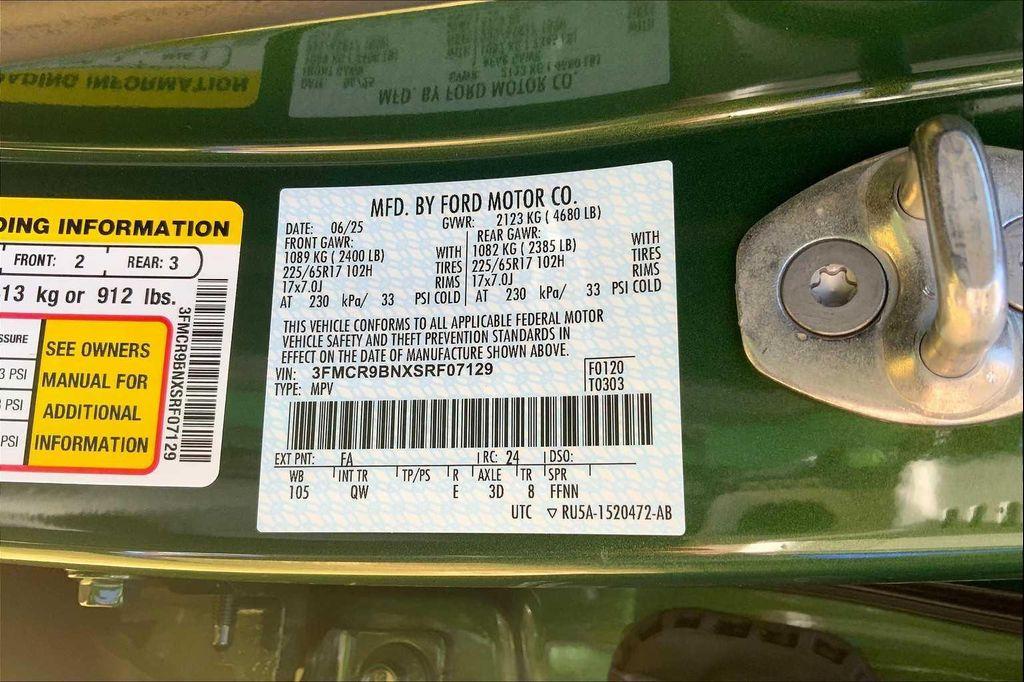 DING INFORMATION
FRONT: 2 REAR: 3
13 kg or 912 lbs.
SSURE
3 PSI
PSI
PSI
SEE OWNERS
MANUAL FOR
ADDITIONAL
INFORMATION
3FMCR9BNXSRF07129
MFD. BY FORD MOTOR CO.
DATE: 06/25 GVWR: 2123 KG ( 4680 LB)
FRONT GAWR: REAR GAWR:
1089 KG ( 2400 LB) WITH 1082 KG ( 2385 LB) WITH
225/65R17 102H TIRES 225/65R17 102H TIRES
17x7.0J RIMS 17x7.0J RIMS
AT 230 kPa/ 33 PSI COLD AT 230 kPa/ 33 PSI COLD
THIS VEHICLE CONFORMS TO ALL APPLICABLE FEDERAL MOTOR
VEHICLE SAFETY AND THEFT PREVENTION STANDARDS IN
EFFECT ON THE DATE OF MANUFACTURE SHOWN ABOVE.
VIN: 3FMCR9BNXSRF07129 F0120
TYPE: MPV T0303
EXT PNT: FA RC: 24 DSO:
WB INT TR TP/PS R AXLE TR SPR
105 QW E 3D 8 FFNN
UTC ▽ RU5A-1520472-AB